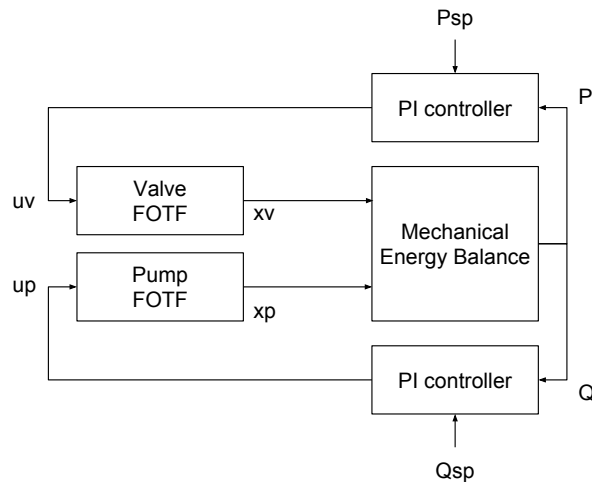 Psp
PI controller
P
Valve
FOTF
uv
xv
Mechanical
Energy Balance
up
Pump
FOTF
xp
PI controller
Q
Qsp